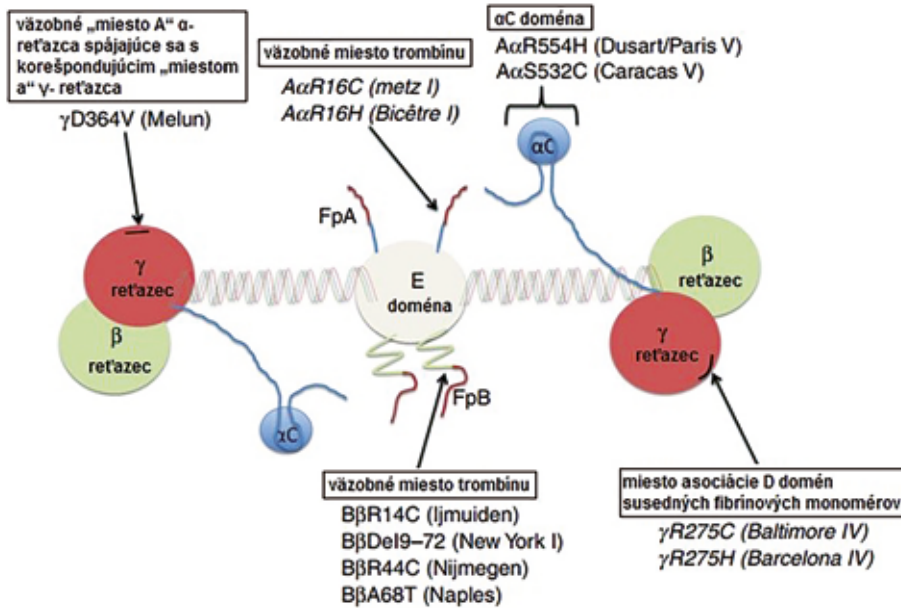 väzobné „miesto A“ α-
reťazca spájajúce sa s
korešpondujúcim „miestom
a“ γ- reťazca
γD364V (Melun)
väzobné miesto trombínu
AαR16C (metz I)
AαR16H (Bicêtre I)
αC doména
AαR554H (Dusart/Paris V)
AαS532C (Caracas V)
αC
FpA
γ
reťazec
β
reťazec
E
doména
β
reťazec
γ
reťazec
αC
FpB
väzobné miesto trombínu
BβR14C (Ijmuiden)
BβDel9–72 (New York I)
BβR44C (Nijmegen)
BβA68T (Naples)
miesto asociácie D domén
susedných fibrínových monomérov
γR275C (Baltimore IV)
γR275H (Barcelona IV)